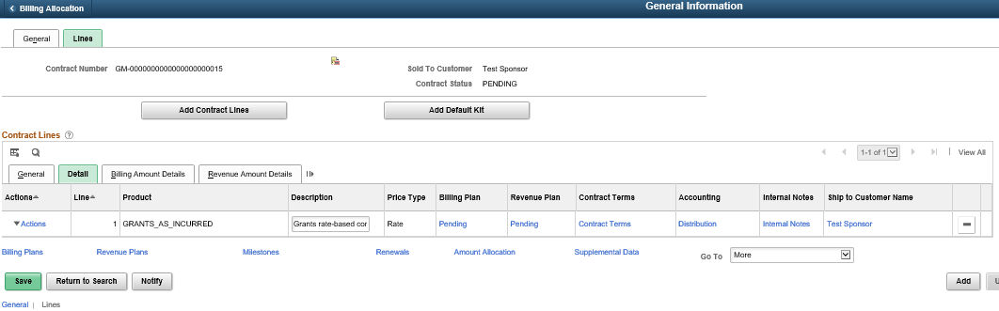 Billing Allocation
General Information
General
Lines
Contract Number GM-0000000000000000000015
Sold To Customer Test Sponsor
Contract Status PENDING
Add Contract Lines
Add Default Kit
Contract Lines
1-1 of 1
View All
General
Detail
Billing Amount Details
Revenue Amount Details
Actions Line Product Description Price Type Billing Plan Revenue Plan Contract Terms Accounting Internal Notes Ship to Customer Name
Actions 1 GRANTS_AS_INCURRED Grants rate-based cor Rate Pending Pending Contract Terms Distribution Internal Notes Test Sponsor
Billing Plans Revenue Plans Milestones Renewals Amount Allocation Supplemental Data Go To More
Save
Return to Search
Notify
Add
General | Lines